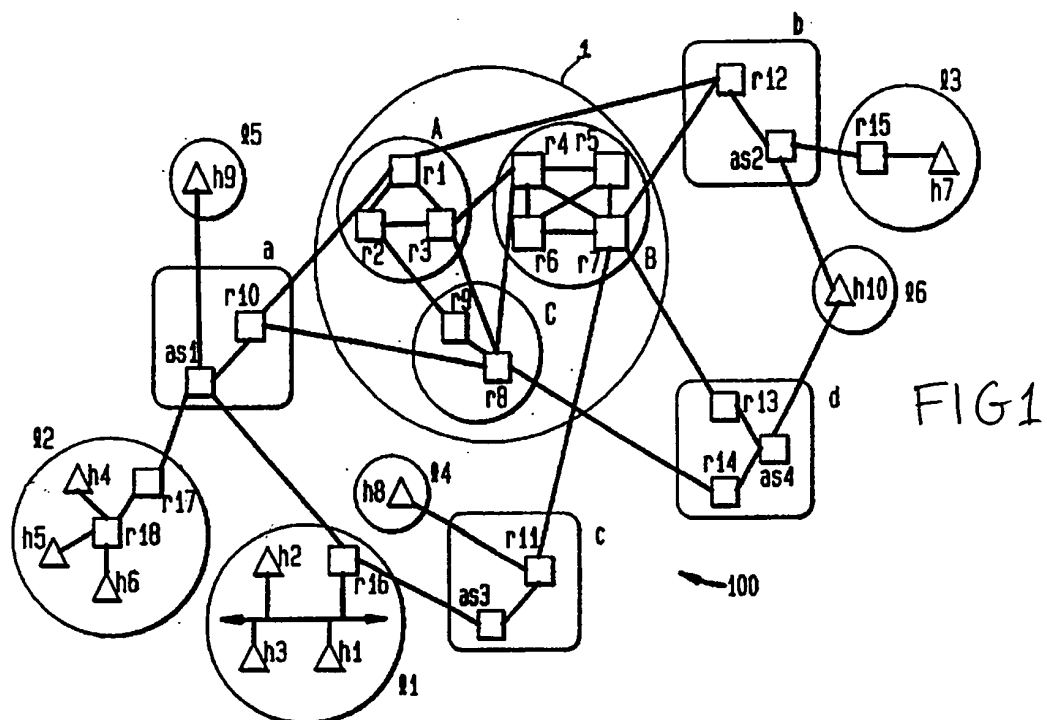 b
1
r12
ℓ3
r15
A
r4 r5
ℓ5
as2
r1
h9
h7
r2 r3
r6 r7
B
a
r9 C
h10 ℓ6
r10
as1
r8
r13 d
FIG1
ℓ2
ℓ4
r14
as4
h4
h8
r17
r11 c
h5 r18
h2
r16
100
h6
as3
h3 h1
ℓ1